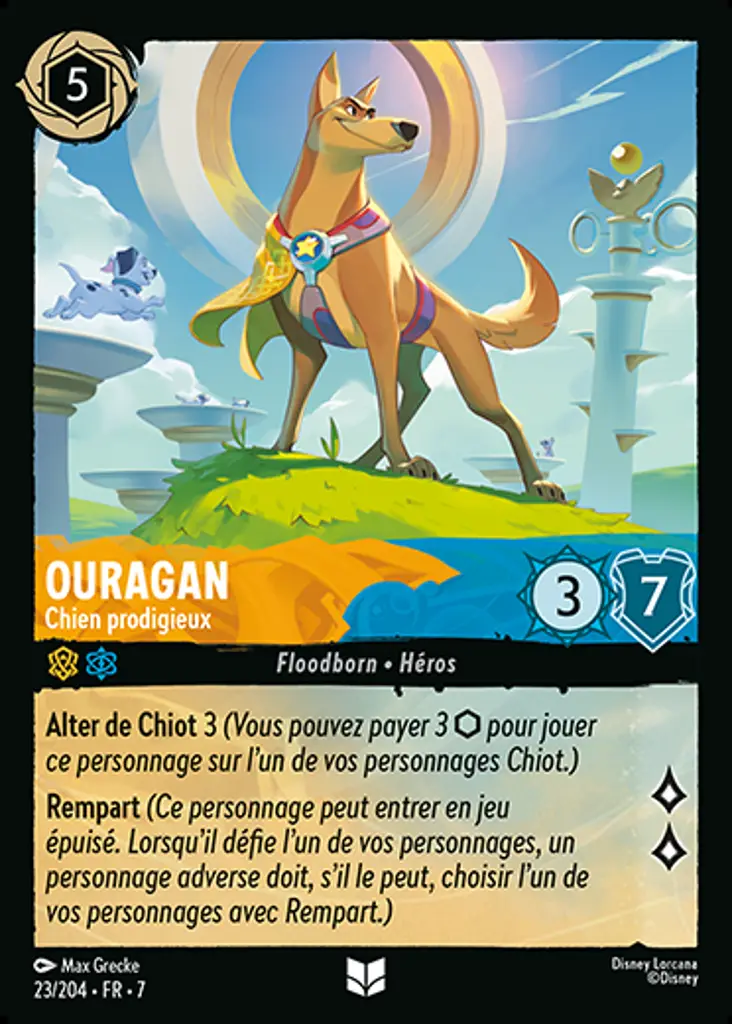 5
OURAGAN
Chien prodigieux
3
7
Floodborn • Héros
Alter de Chiot 3 (Vous pouvez payer 3 pour jouer
ce personnage sur l'un de vos personnages Chiot.)
Rempart (Ce personnage peut entrer en jeu
épuisé. Lorsqu'il défie l'un de vos personnages, un
personnage adverse doit, s'il le peut, choisir l'un de
vos personnages avec Rempart.)
Max Grecke
23/204 • FR • 7
Disney Lorcana
©Disney